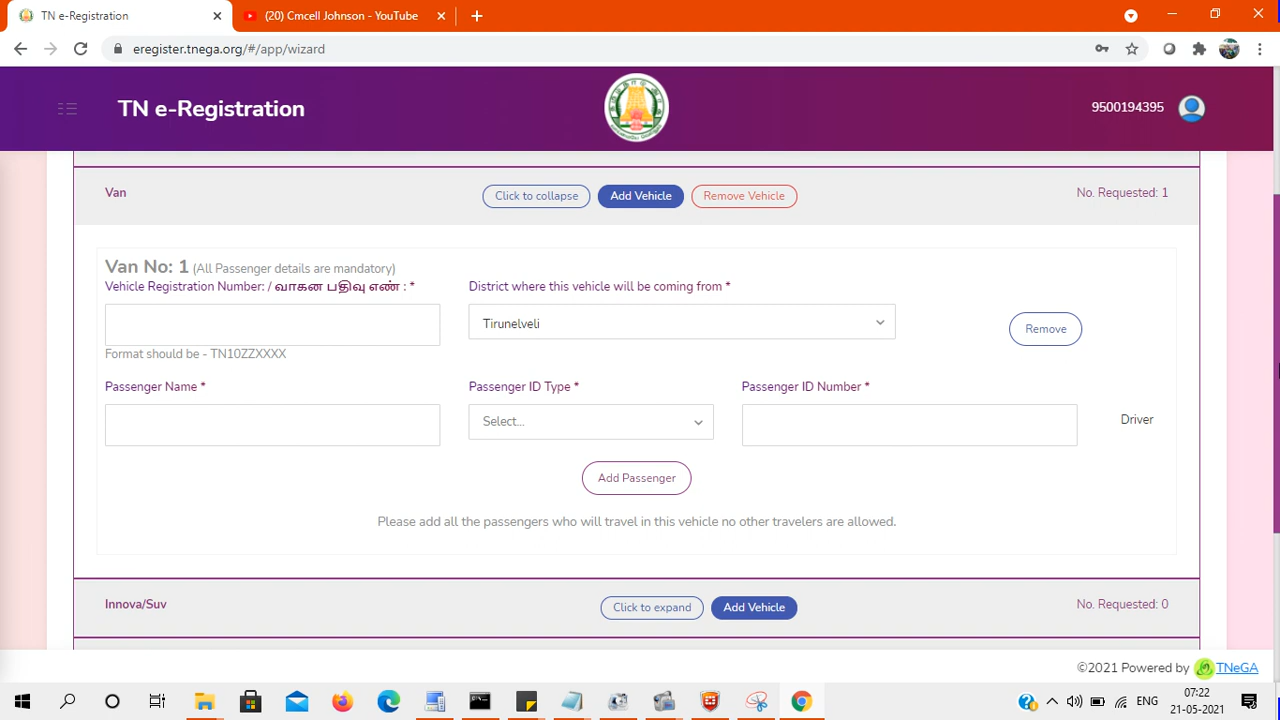 TN e-Registration
(20) Cmcell Johnson - YouTube
eregister.tnega.org/#/app/wizard
TN e-Registration
9500194395
Van
Click to collapse
Add Vehicle
Remove Vehicle
No. Requested: 1
Van No: 1 (All Passenger details are mandatory)
Vehicle Registration Number: / வாகன பதிவு எண் : *
District where this vehicle will be coming from *
Tirunelveli
Remove
Format should be - TN10ZZXXXX
Passenger Name *
Passenger ID Type *
Passenger ID Number *
Select...
Driver
Add Passenger
Please add all the passengers who will travel in this vehicle no other travelers are allowed.
Innova/Suv
Click to expand
Add Vehicle
No. Requested: 0
©2021 Powered by TNeGA
ENG
07:22
21-05-2021